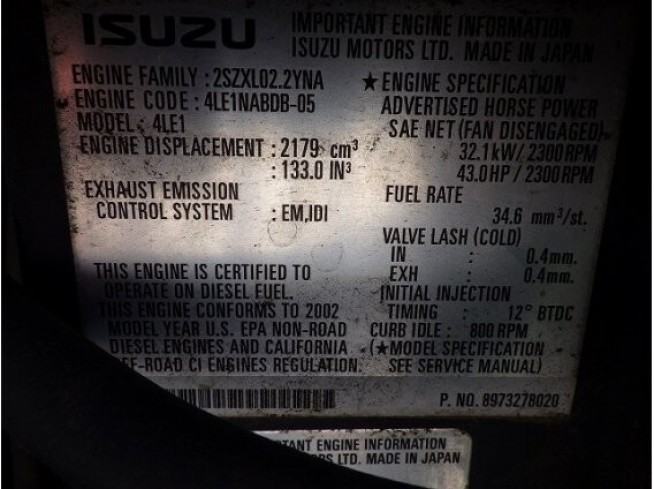 ISUZU
IMPORTANT ENGINE INFORMATION
ISUZU MOTORS LTD. MADE IN JAPAN
ENGINE FAMILY : 2SZXL02.2YNA
ENGINE CODE : 4LE1NABDB-05
MODEL : 4LE1
ENGINE DISPLACEMENT : 2179 cm³
: 133.0 IN³
EXHAUST EMISSION
CONTROL SYSTEM : EM,IDI
THIS ENGINE IS CERTIFIED TO
OPERATE ON DIESEL FUEL.
THIS ENGINE CONFORMS TO 2002
MODEL YEAR U.S. EPA NON-ROAD
DIESEL ENGINES AND CALIFORNIA
OFF-ROAD CI ENGINES REGULATION.
★ENGINE SPECIFICATION
ADVERTISED HORSE POWER
SAE NET (FAN DISENGAGED)
32.1kW / 2300RPM
43.0HP / 2300RPM
FUEL RATE
34.6 mm³/st.
VALVE LASH (COLD)
IN : 0.4mm.
EXH : 0.4mm.
INITIAL INJECTION
TIMING : 12° BTDC
CURB IDLE : 800 RPM
(★MODEL SPECIFICATION
SEE SERVICE MANUAL)
P. NO. 8973278020
ENGINE INFORMATION
LTD. MADE IN JAPAN